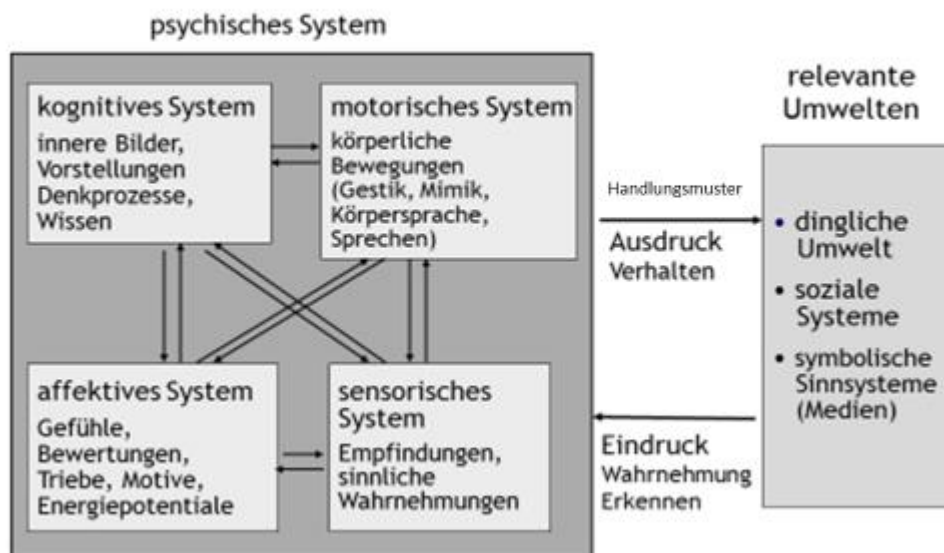 psychisches System
kognitives System
innere Bilder,
Vorstellungen
Denkprozesse,
Wissen
motorisches System
körperliche
Bewegungen
(Gestik, Mimik,
Körpersprache,
Sprechen)
affektives System
Gefühle,
Bewertungen,
Triebe, Motive,
Energiepotentiale
sensorisches
System
Empfindungen,
sinnliche
Wahrnehmungen
Handlungsmuster
Ausdruck
Verhalten
Eindruck
Wahrnehmung
Erkennen
relevante
Umwelten
• dingliche
Umwelt
• soziale
Systeme
• symbolische
Sinnsysteme
(Medien)